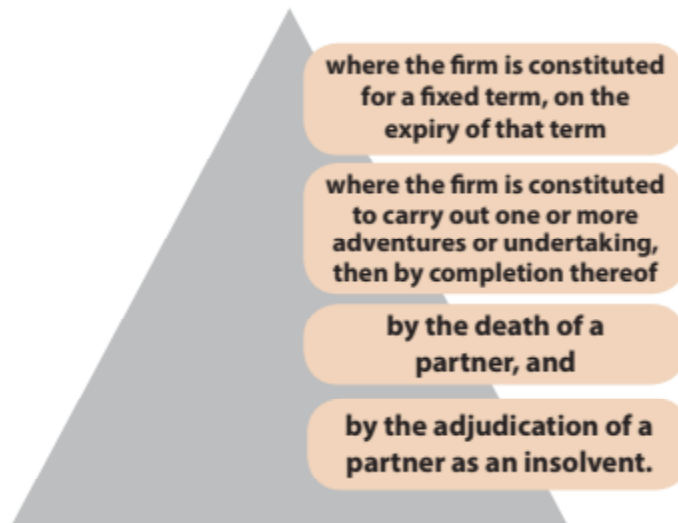 where the firm is constituted
for a fixed term, on the
expiry of that term
where the firm is constituted
to carry out one or more
adventures or undertaking,
then by completion thereof
by the death of a
partner, and
by the adjudication of a
partner as an insolvent.